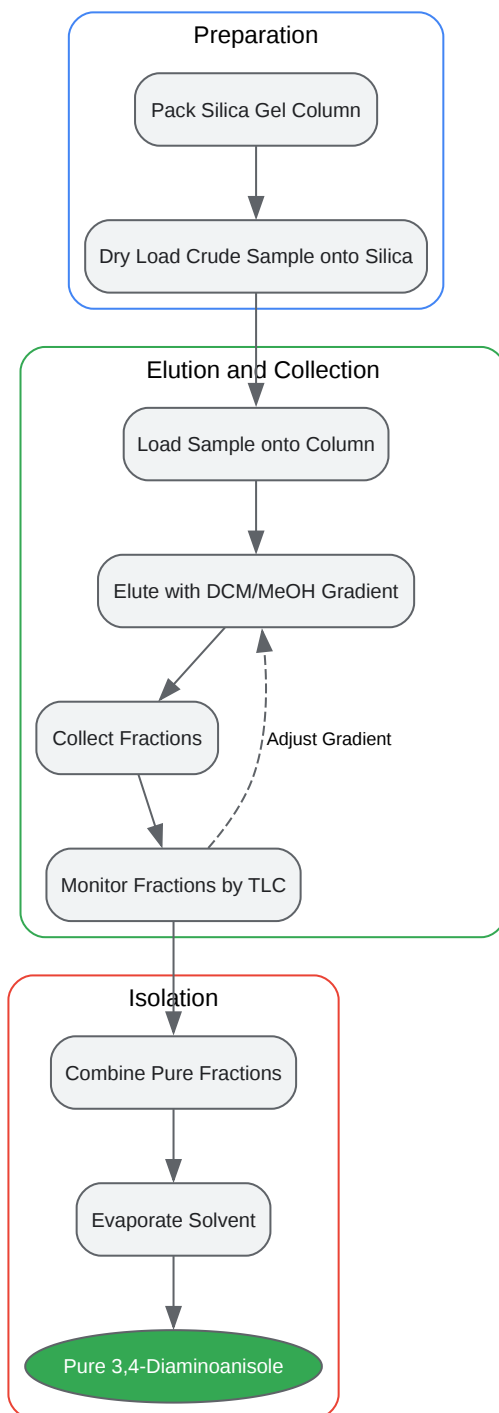 Preparation
Pack Silica Gel Column
Dry Load Crude Sample onto Silica
Elution and Collection
Load Sample onto Column
Elute with DCM/MeOH Gradient
Collect Fractions
Adjust Gradient
Monitor Fractions by TLC
Isolation
Combine Pure Fractions
Evaporate Solvent
Pure 3,4-Diaminoanisole